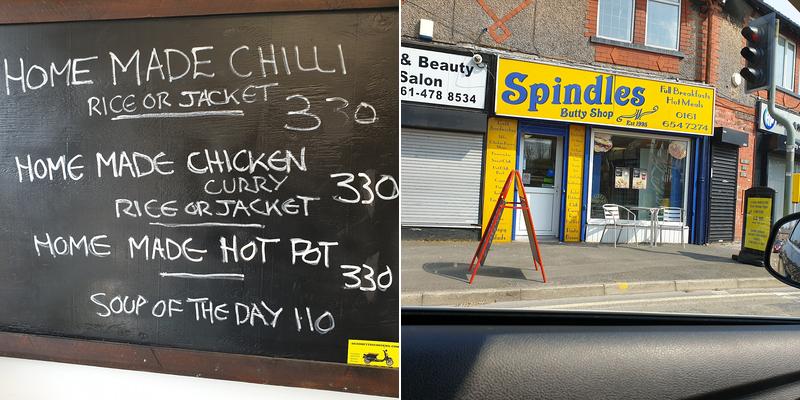 HOME MADE CHILLI
RICE OR JACKET 330
HOME MADE CHICKEN
CURRY 330
RICE OR JACKET
HOME MADE HOT POT
330
SOUP OF THE DAY 110
& Beauty
Salon
61-478 8534
Spindles
Butty Shop
Est 1995
Full Breakfasts
Hot Meals
0161
654 7274